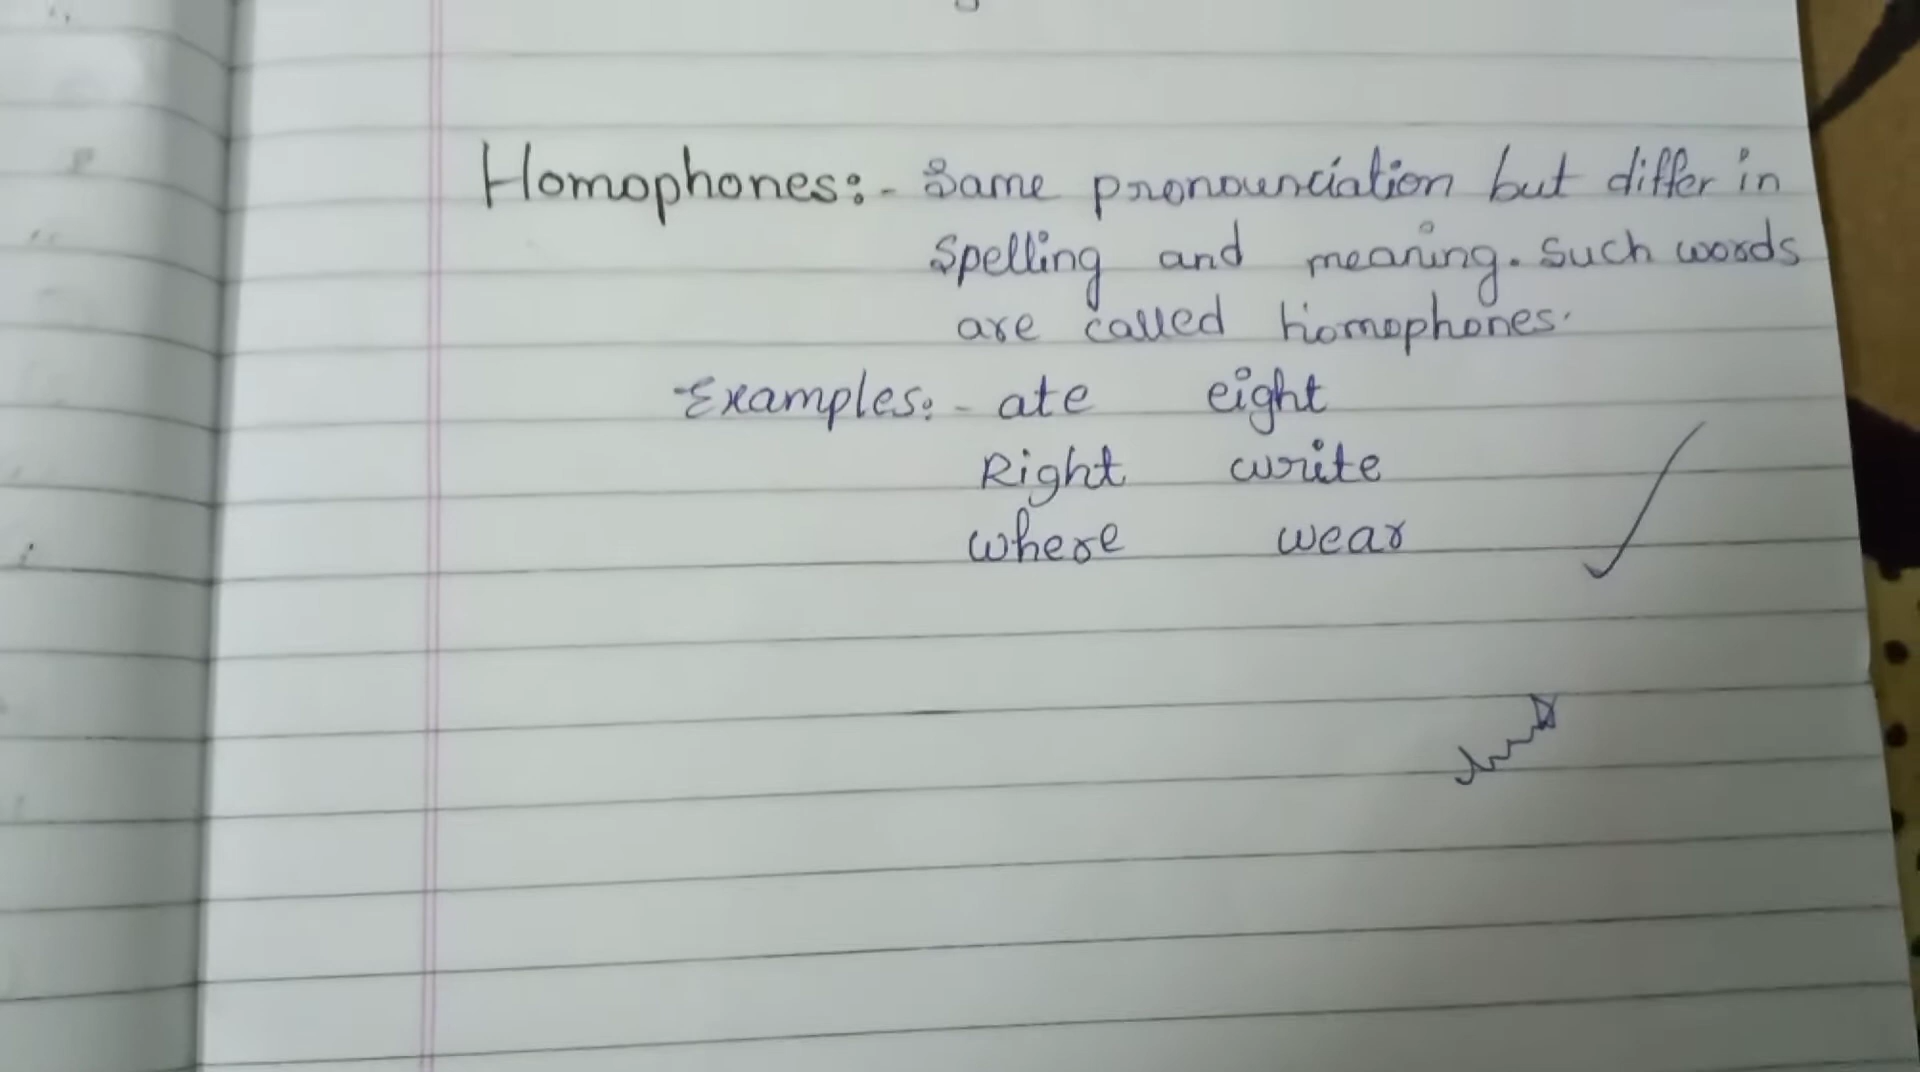 Homophones:- Same pronounciation but differ in
Spelling and meaning. Such words
are called homophones.
Examples:- ate eight
Right write
where wear